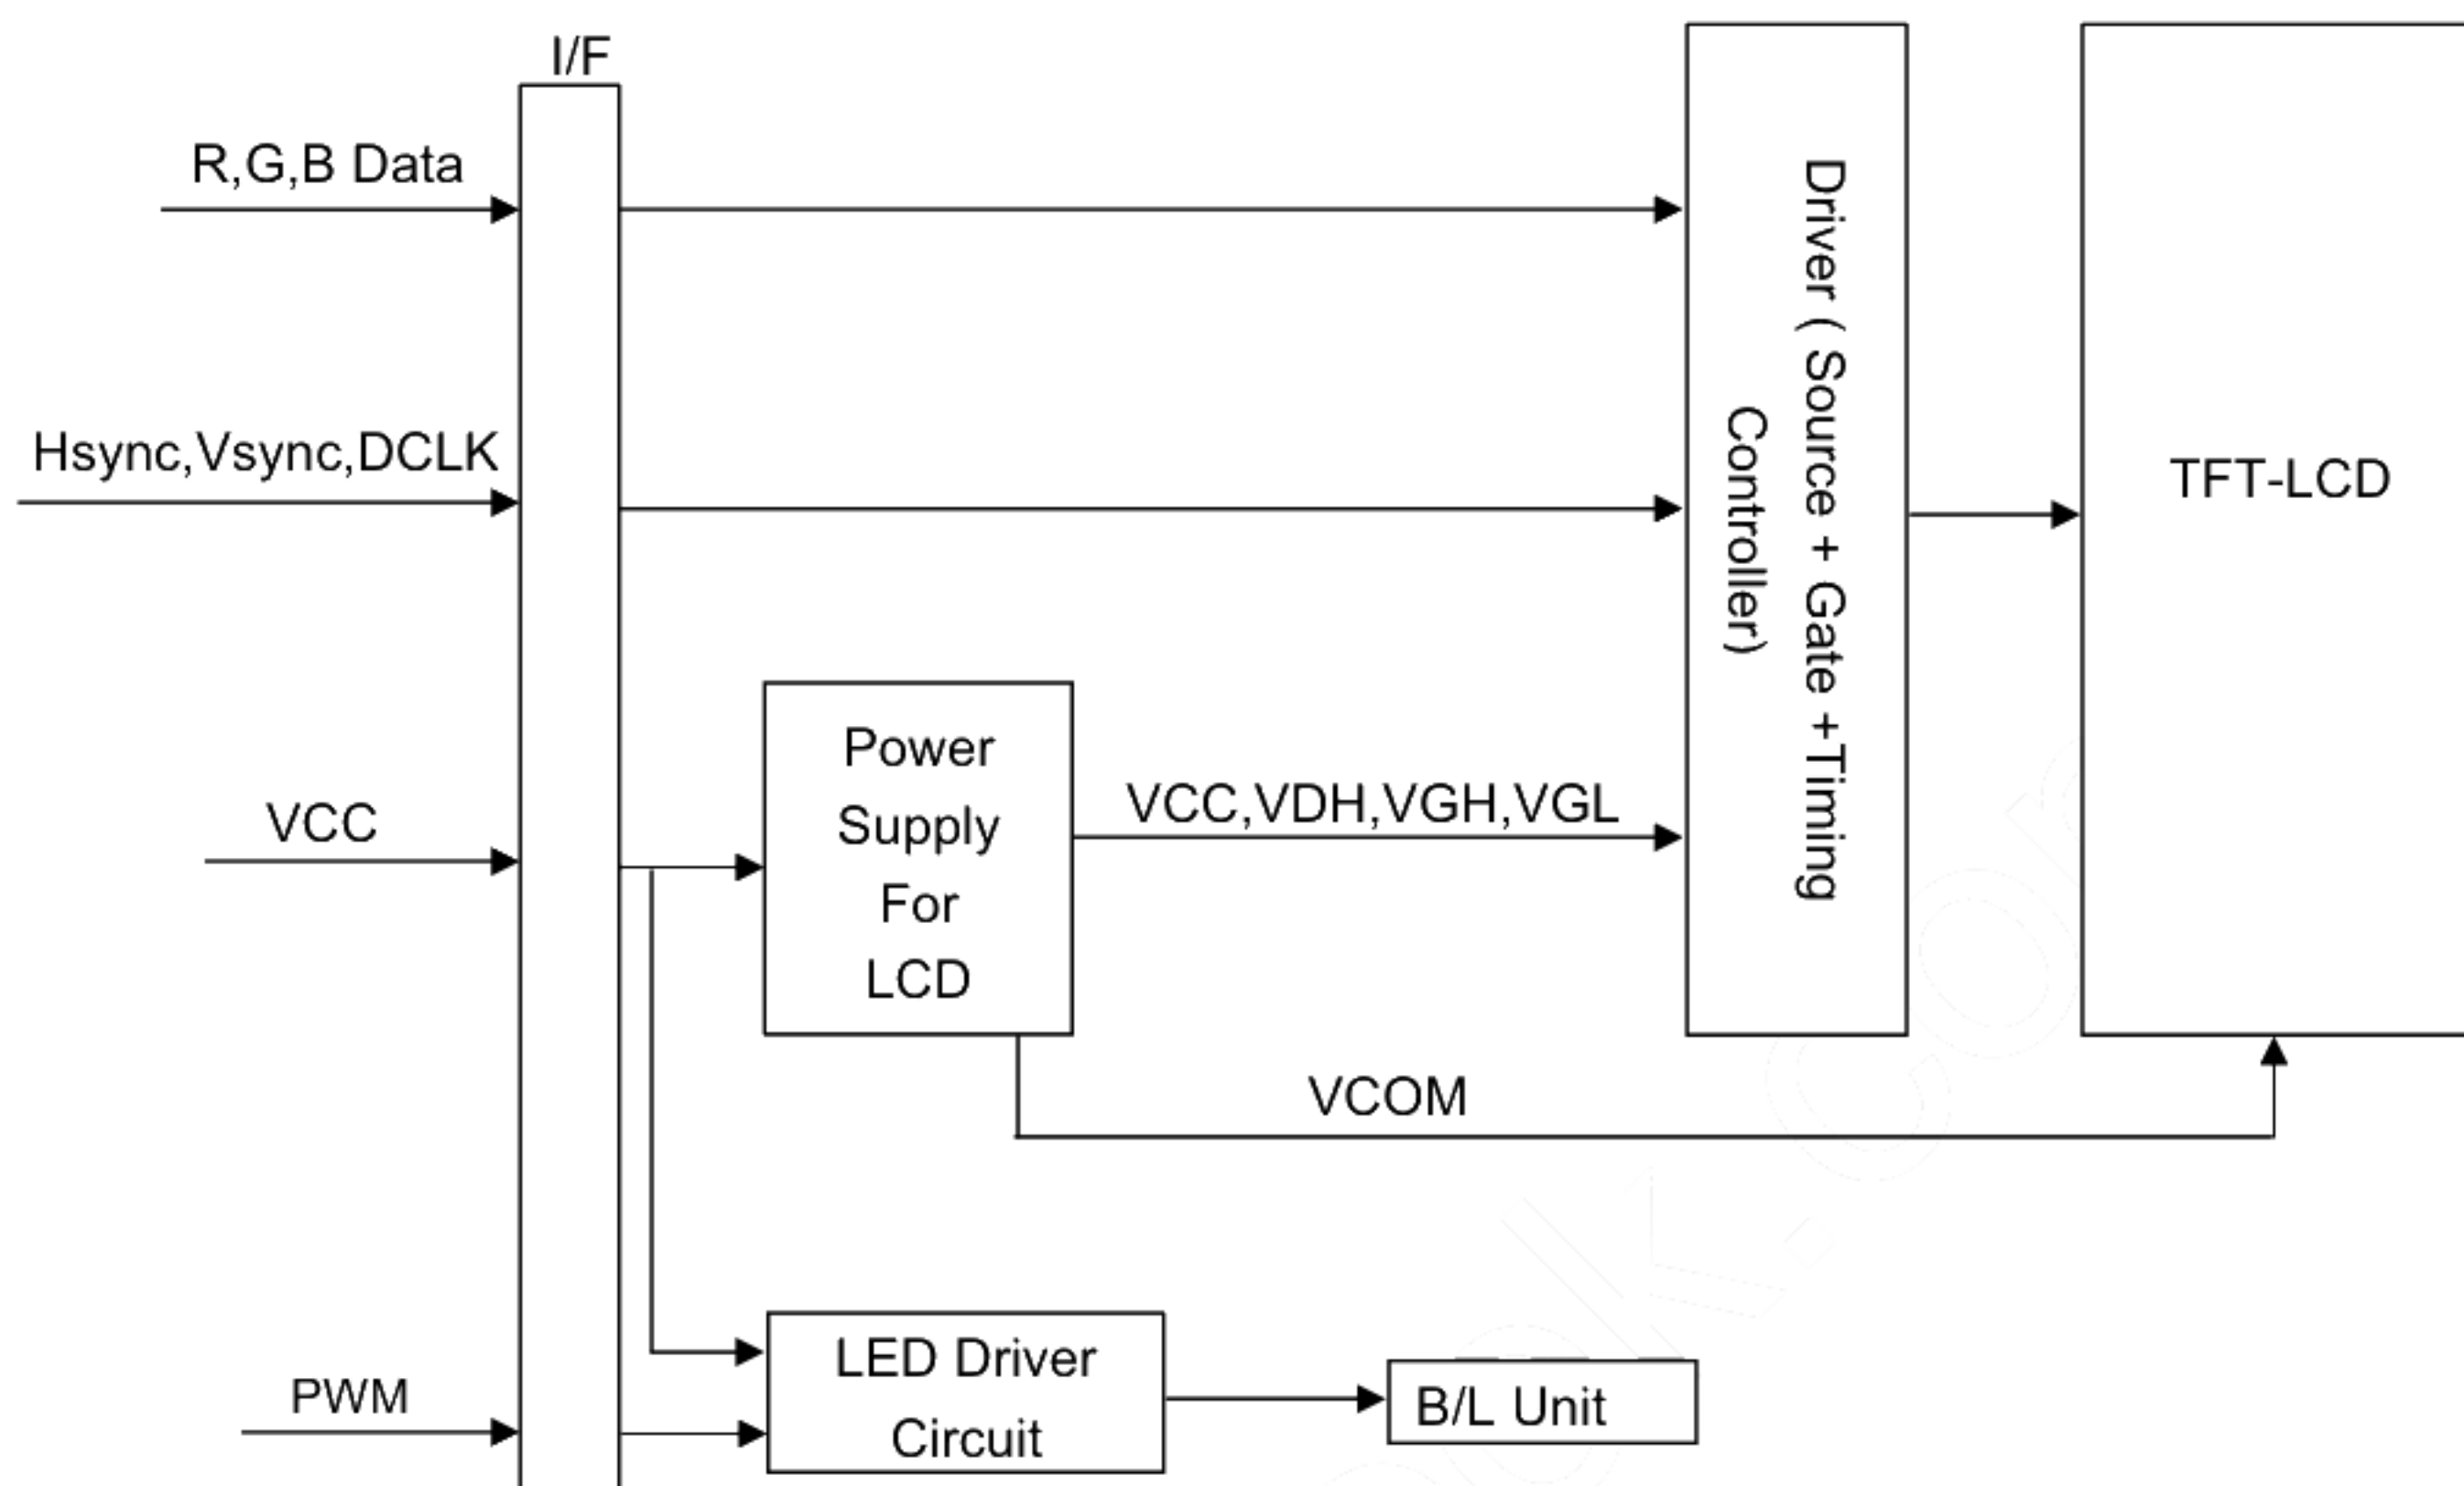 I/F
R,G,B Data
Hsync,Vsync,DCLK
VCC
PWM
Power
Supply
For
LCD
VCC,VDH,VGH,VGL
VCOM
LED Driver
Circuit
B/L Unit
Driver ( Source + Gate +Timing
Controller)
TFT-LCD